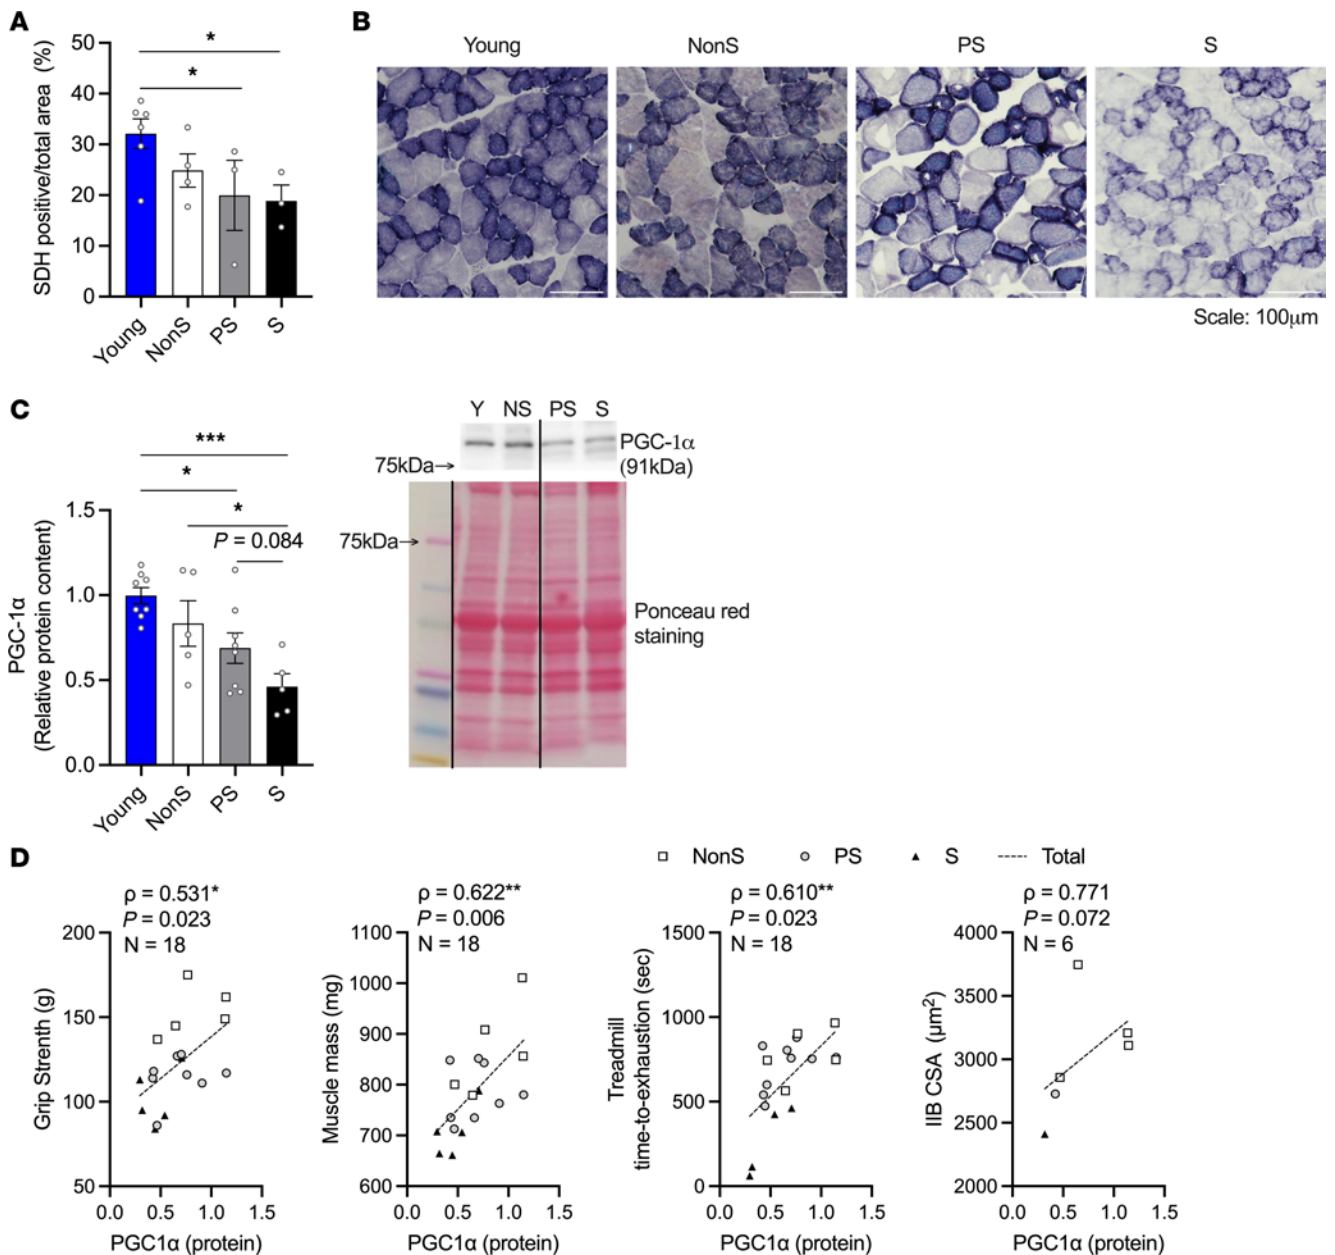 A
SDH positive/total area (%)
50
40
30
20
10
0
*
*
Young
NonS
PS
S
B
Young NonS PS S
Scale: 100μm
C
PGC-1α
(Relative protein content)
1.5
1.0
0.5
0.0
***
*
*
P = 0.084
Young
NonS
PS
S
Y NS PS S
PGC-1α
(91kDa)
75kDa→
75kDa→
Ponceau red
staining
D
NonS PS S Total
ρ = 0.531*
P = 0.023
N = 18
Grip Strenth (g)
200
150
100
50
0.0 0.5 1.0 1.5
PGC1α (protein)
ρ = 0.622**
P = 0.006
N = 18
Muscle mass (mg)
1100
1000
900
800
700
600
0.0 0.5 1.0 1.5
PGC1α (protein)
ρ = 0.610**
P = 0.023
N = 18
Treadmill
time-to-exhaustion (sec)
1500
1000
500
0
0.0 0.5 1.0 1.5
PGC1α (protein)
ρ = 0.771
P = 0.072
N = 6
IIB CSA (μm²)
4000
3500
3000
2500
2000
0.0 0.5 1.0 1.5
PGC1α (protein)